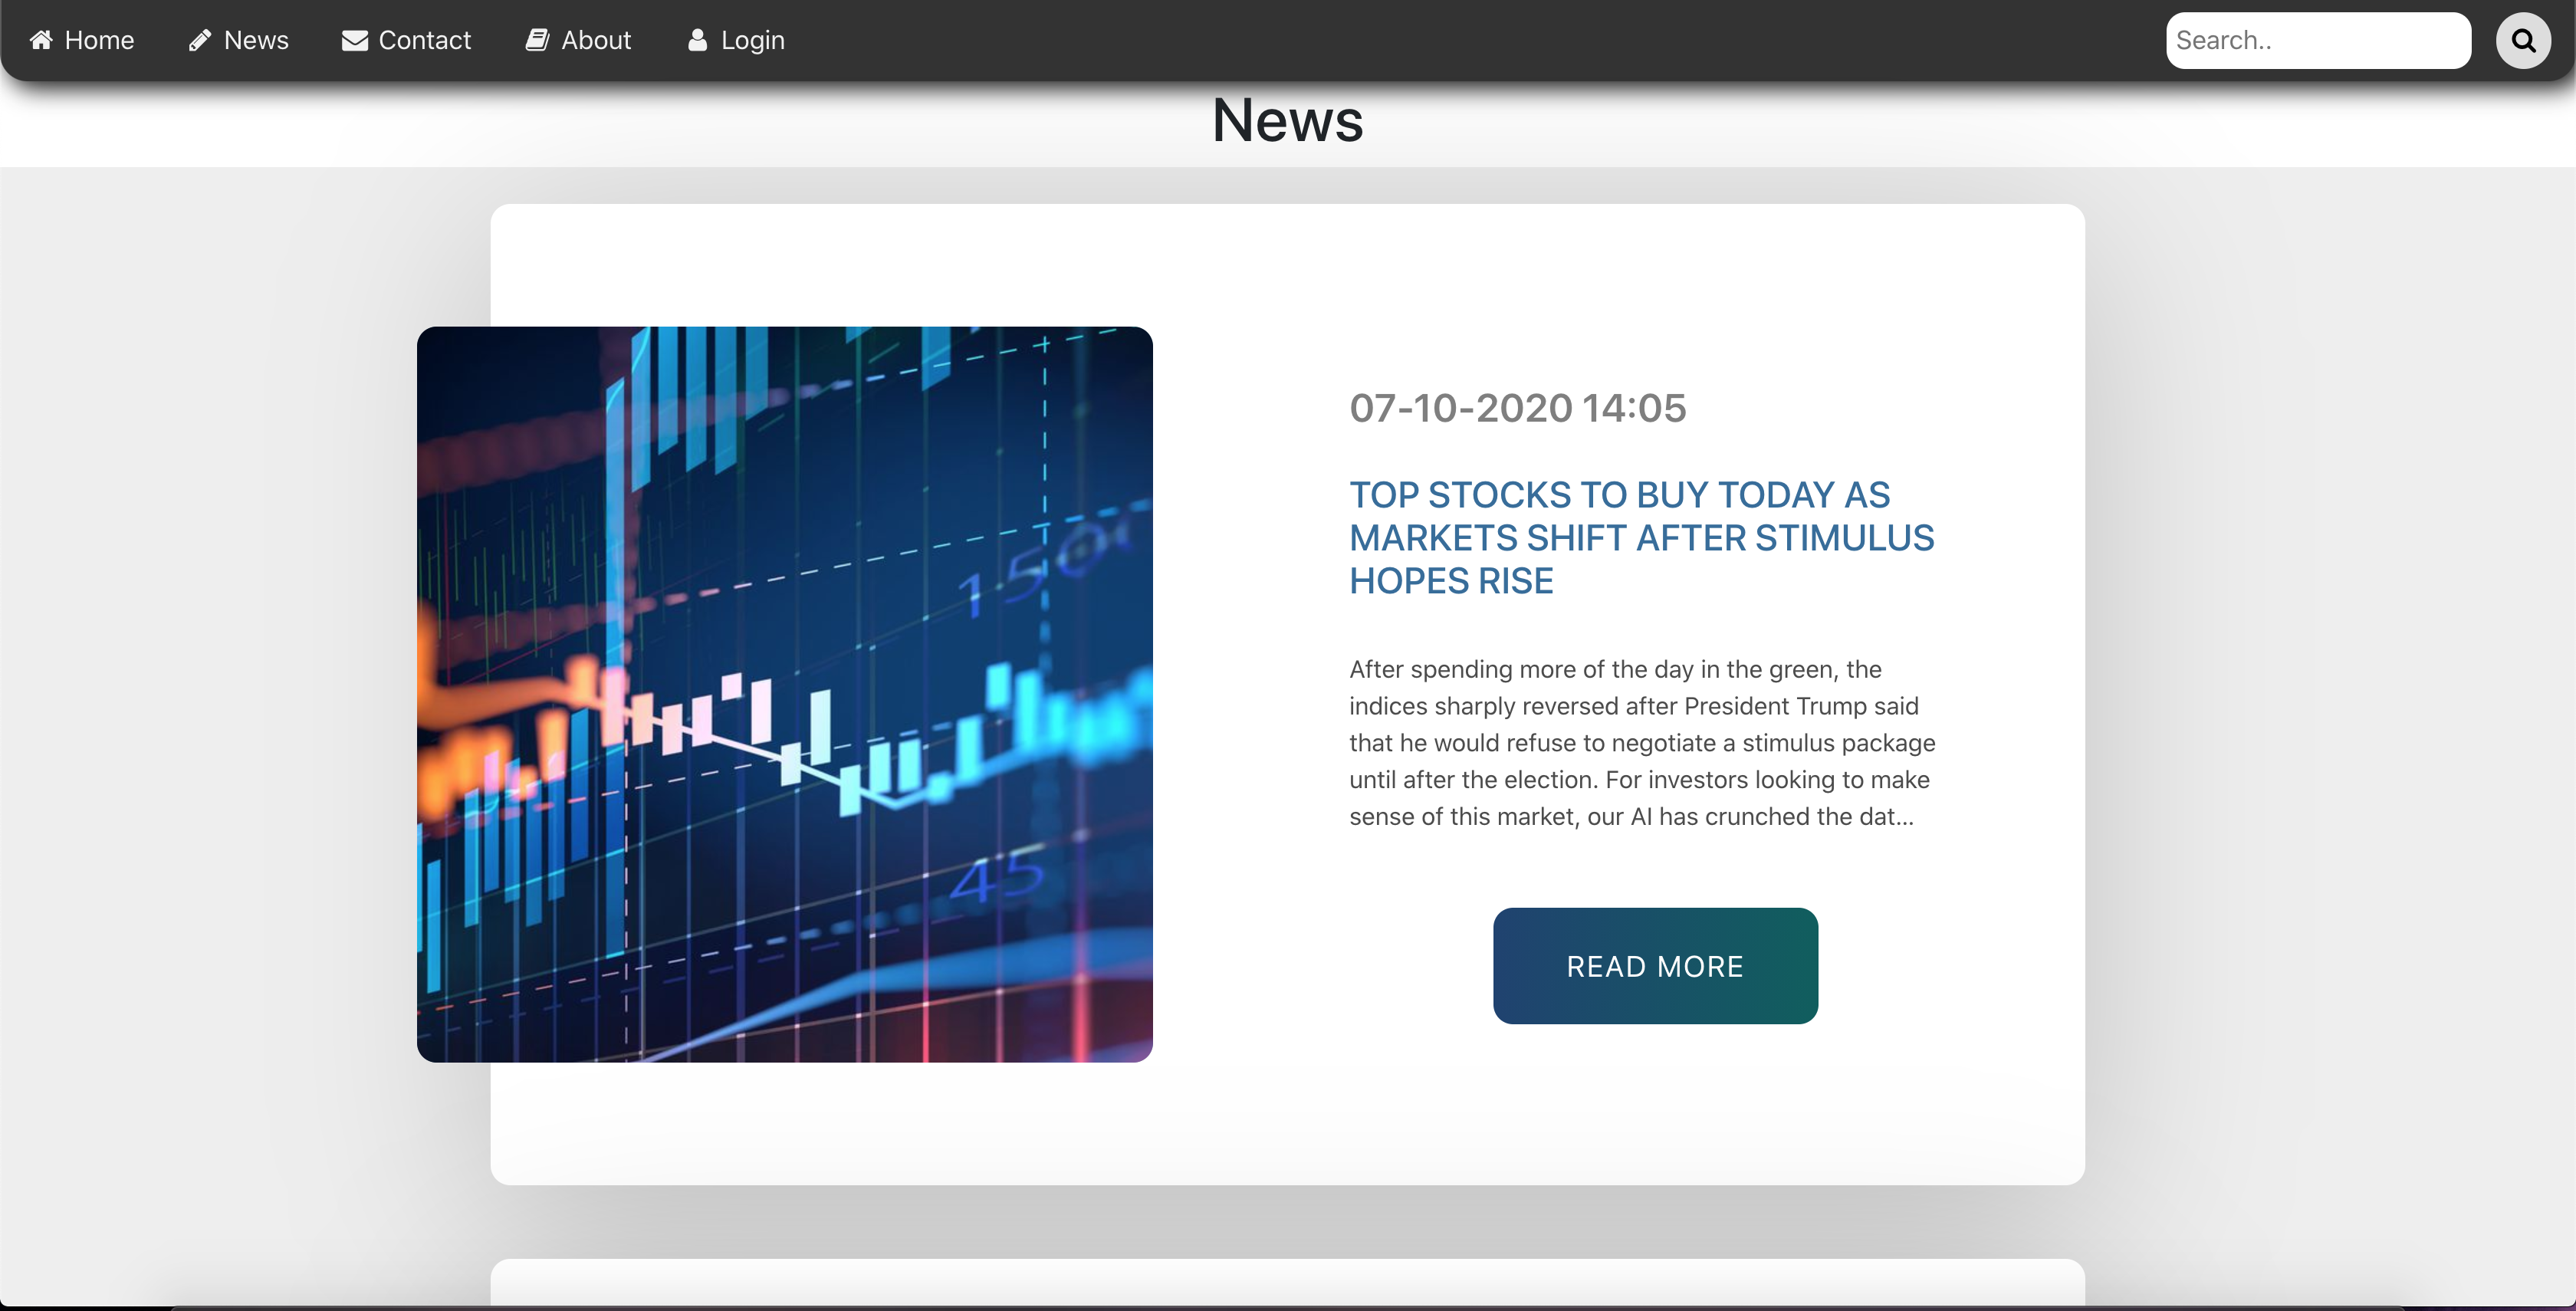 Home News Contact About Login Search..
News
07-10-2020 14:05
TOP STOCKS TO BUY TODAY AS
MARKETS SHIFT AFTER STIMULUS
HOPES RISE
After spending more of the day in the green, the
indices sharply reversed after President Trump said
that he would refuse to negotiate a stimulus package
until after the election. For investors looking to make
sense of this market, our AI has crunched the dat...
READ MORE
150
45